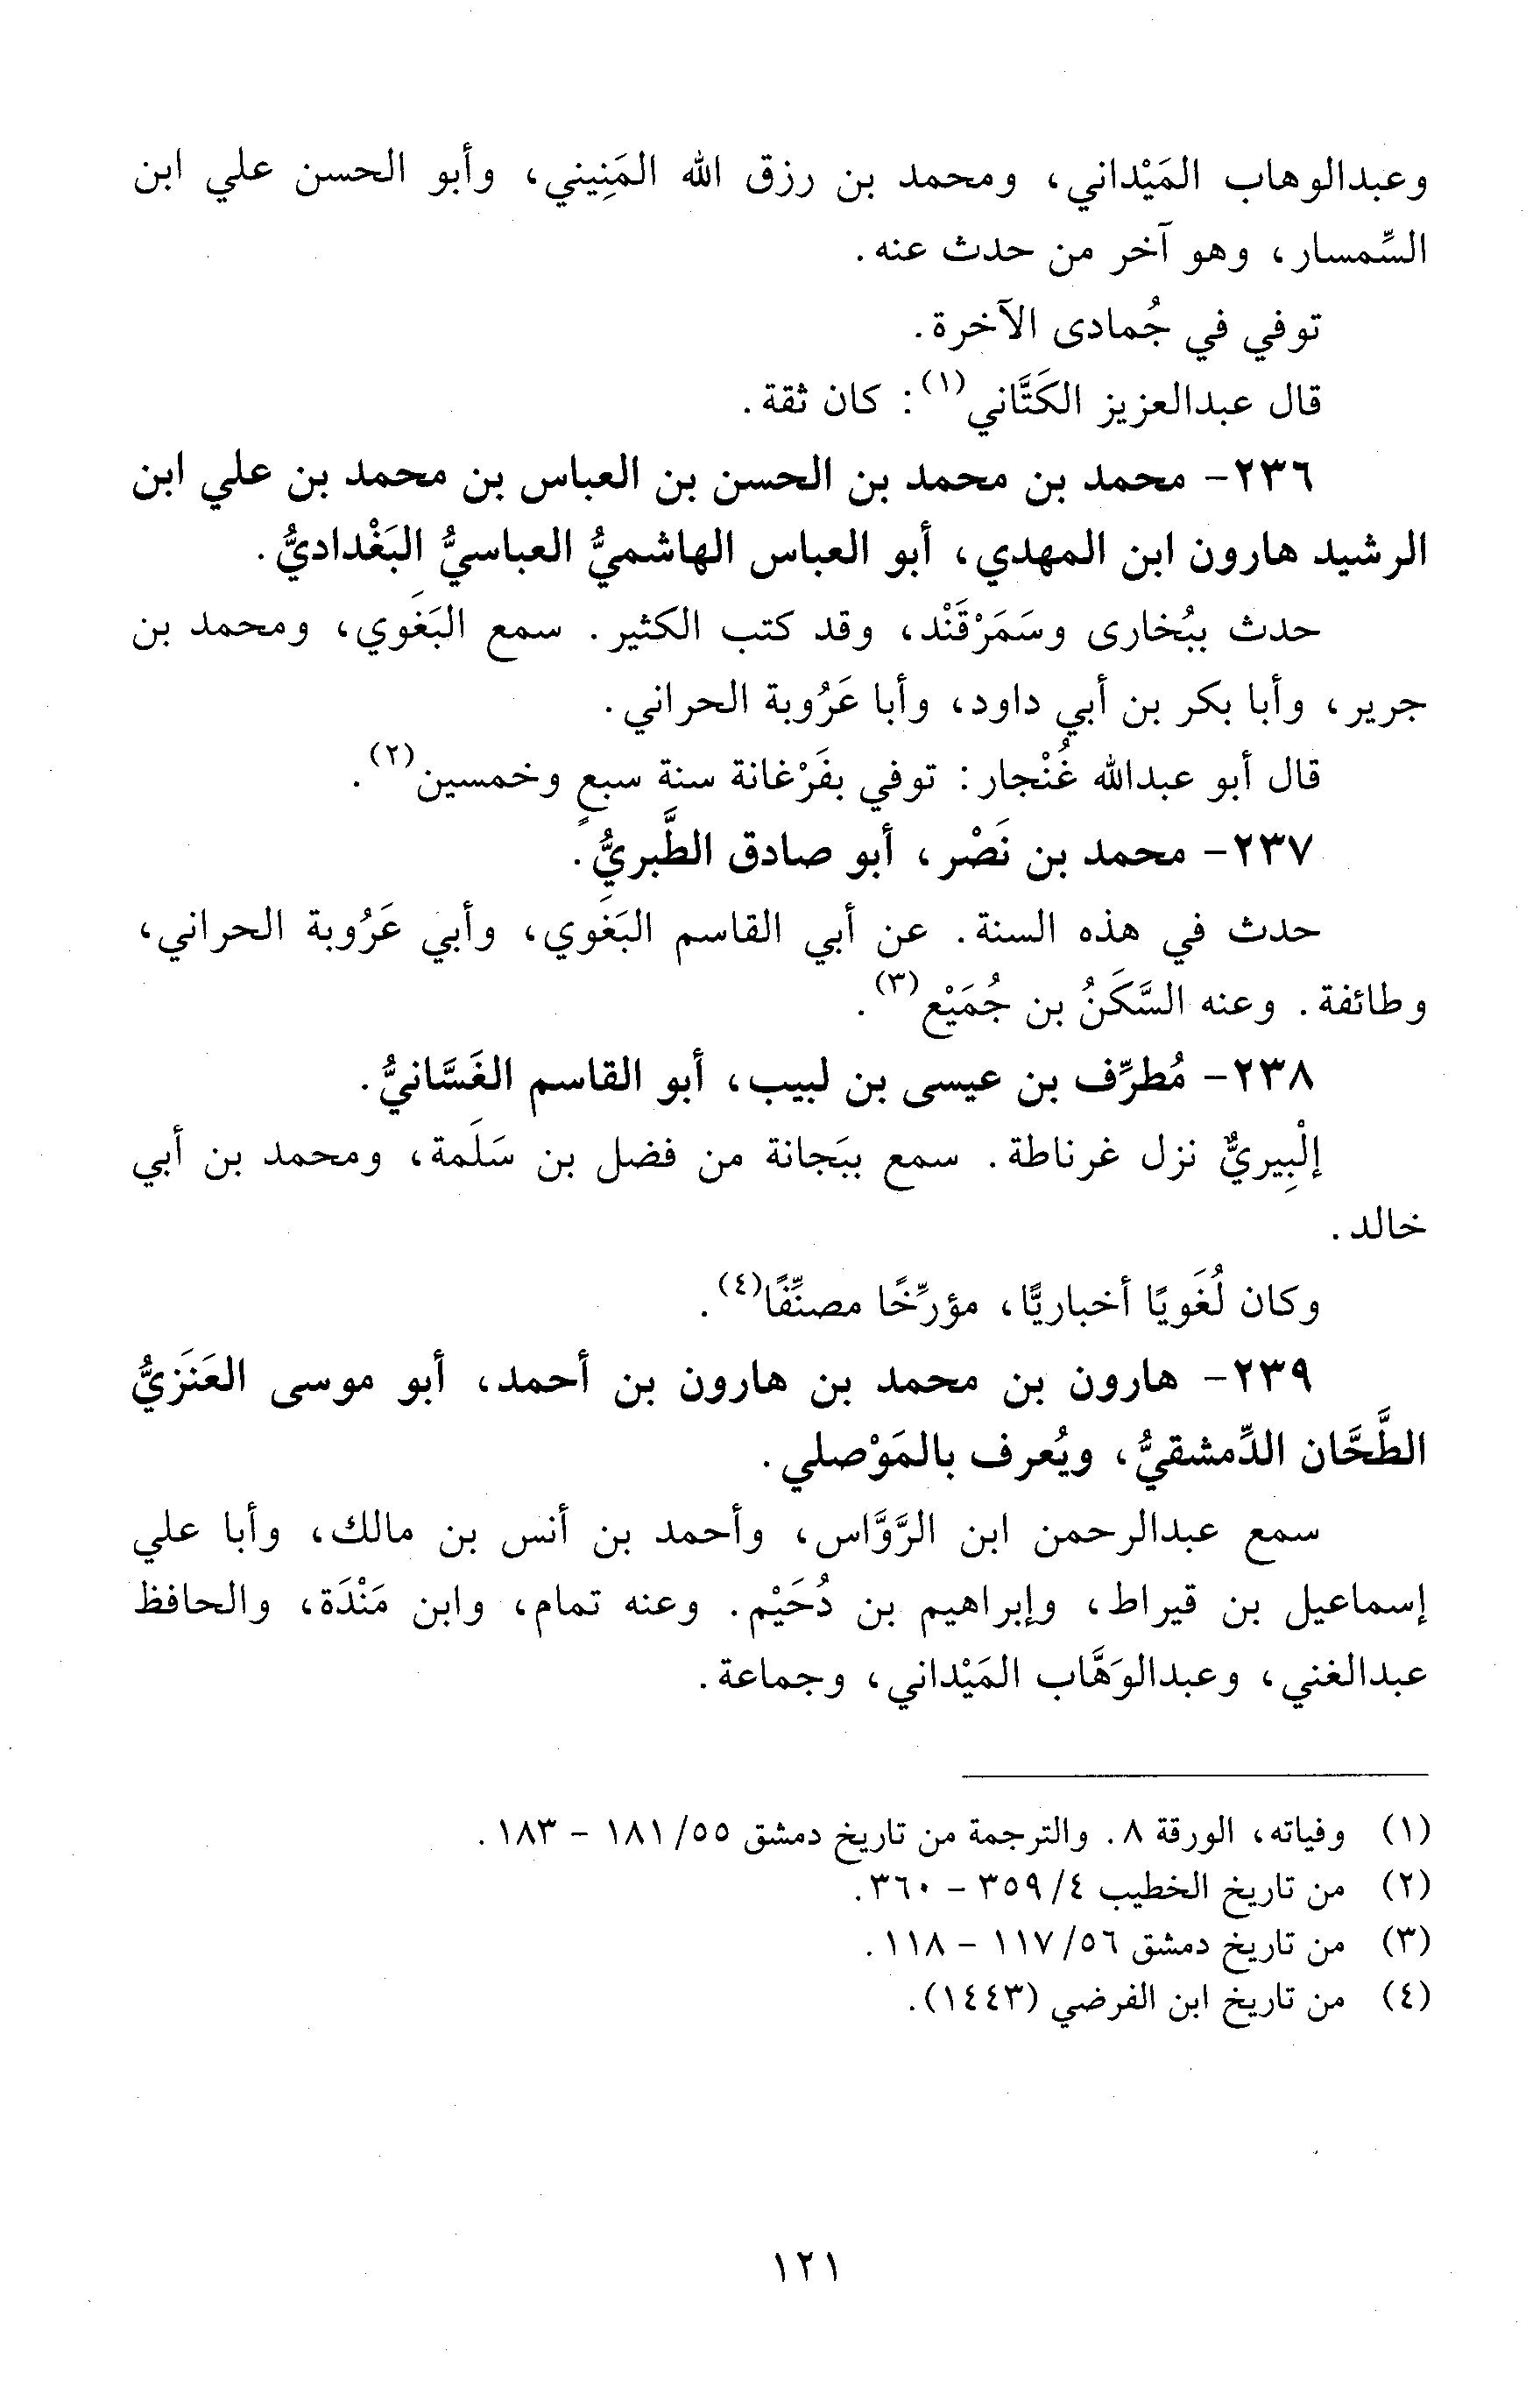 وعبدالوهاب المَيْداني، ومحمد بن رزق الله المَنِيني، وأبو الحسن علي ابن
السِّمسار، وهو آخر من حدث عنه.
توفي في جُمادى الآخرة.
قال عبدالعزيز الكَتَّاني(١): كان ثقة.
٢٣٦- محمد بن محمد بن الحسن بن العباس بن محمد بن علي ابن
الرشيد هارون ابن المهدي، أبو العباس الهاشميُّ العباسيُّ البَغْداديُّ.
حدث ببُخارى وسَمَرْقَنْد، وقد كتب الكثير. سمع البَغَوي، ومحمد بن
جرير، وأبا بكر بن أبي داود، وأبا عَرُوبة الحراني.
قال أبو عبدالله غُنْجار: توفي بفَرْغانة سنة سبعٍ وخمسين(٢).
٢٣٧- محمد بن نَصْر، أبو صادق الطَّبريُّ.
حدث في هذه السنة. عن أبي القاسم البَغَوي، وأبي عَرُوبة الحراني،
وطائفة. وعنه السَّكَنُ بن جُمَيْع(٣).
٢٣٨- مُطرِّف بن عيسى بن لبيب، أبو القاسم الغَسَّانيُّ.
إلْبِيريٌّ نزل غرناطة. سمع ببَجانة من فضل بن سَلَمة، ومحمد بن أبي
خالد.
وكان لُغَويًا أخباريًّا، مؤرِّخًا مصنِّفًا(٤).
٢٣٩- هارون بن محمد بن هارون بن أحمد، أبو موسى العَنَزيُّ
الطَّحَّان الدِّمشقيُّ، ويُعرف بالمَوْصلي.
سمع عبدالرحمن ابن الرَّوَّاس، وأحمد بن أنس بن مالك، وأبا علي
إسماعيل بن قيراط، وإبراهيم بن دُحَيْم. وعنه تمام، وابن مَنْدَة، والحافظ
عبدالغني، وعبدالوَهَّاب المَيْداني، وجماعة.
(١) وفياته، الورقة ٨. والترجمة من تاريخ دمشق ٥٥/ ١٨١ - ١٨٣.
(٢) من تاريخ الخطيب ٤/ ٣٥٩ - ٣٦٠.
(٣) من تاريخ دمشق ٥٦/ ١١٧ - ١١٨.
(٤) من تاريخ ابن الفرضي (١٤٤٣).
١٢١